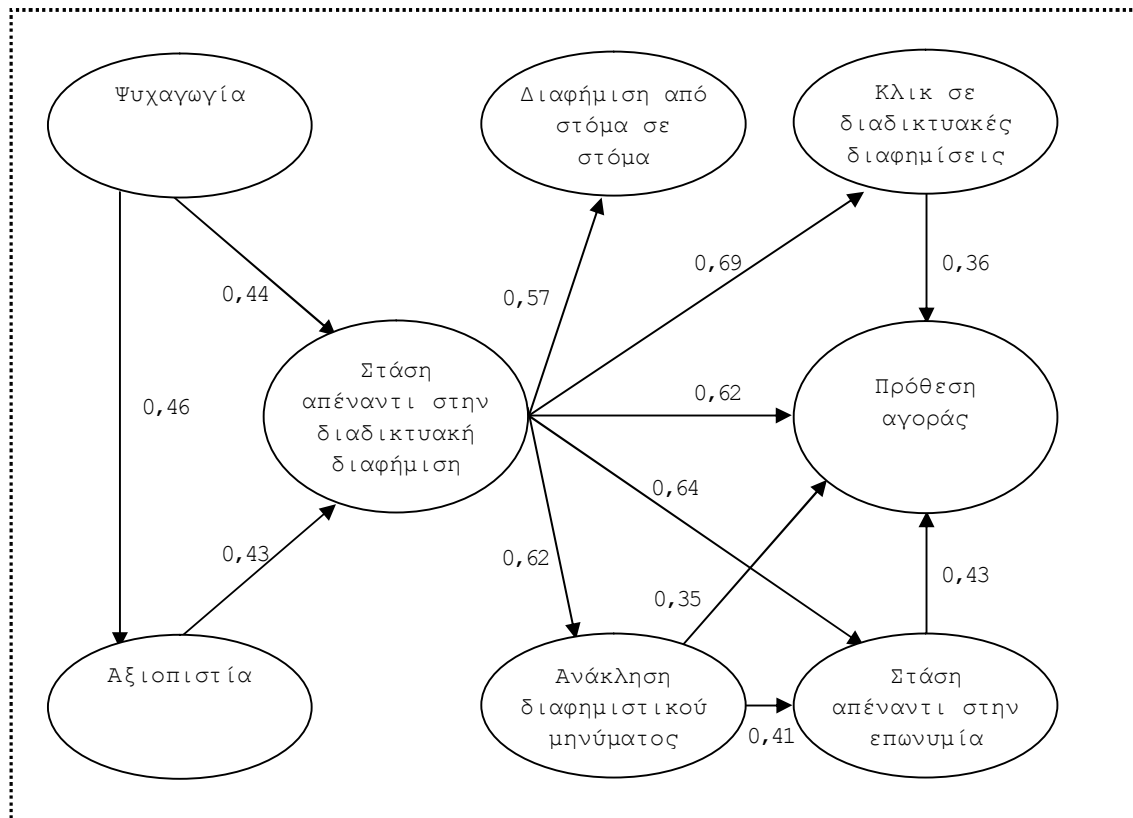 Ψυχαγωγία
Διαφήμιση από
στόμα σε
στόμα
Κλικ σε
διαδικτυακές
διαφημίσεις
0,44
0,57
0,69
0,36
0,46
Στάση
απέναντι στην
διαδικτυακή
διαφήμιση
0,62
Πρόθεση
αγοράς
0,43
0,62
0,64
0,35
0,43
Αξιοπιστία
Ανάκληση
διαφημιστικού
μηνύματος
0,41
Στάση
απέναντι στην
επωνυμία